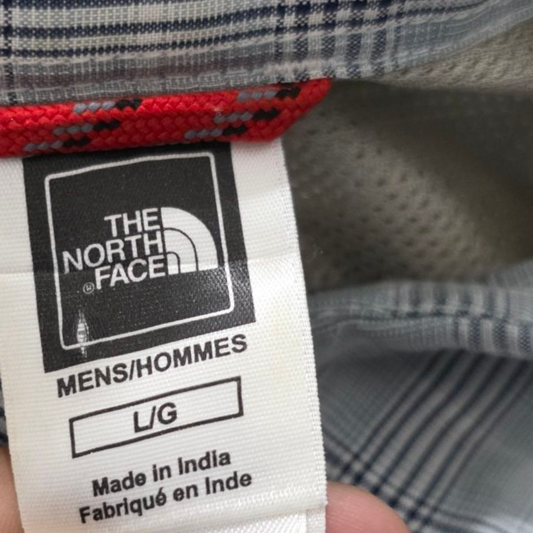 THE
NORTH
FACE
®
MENS/HOMMES
L/G
Made in India
Fabriqué en Inde